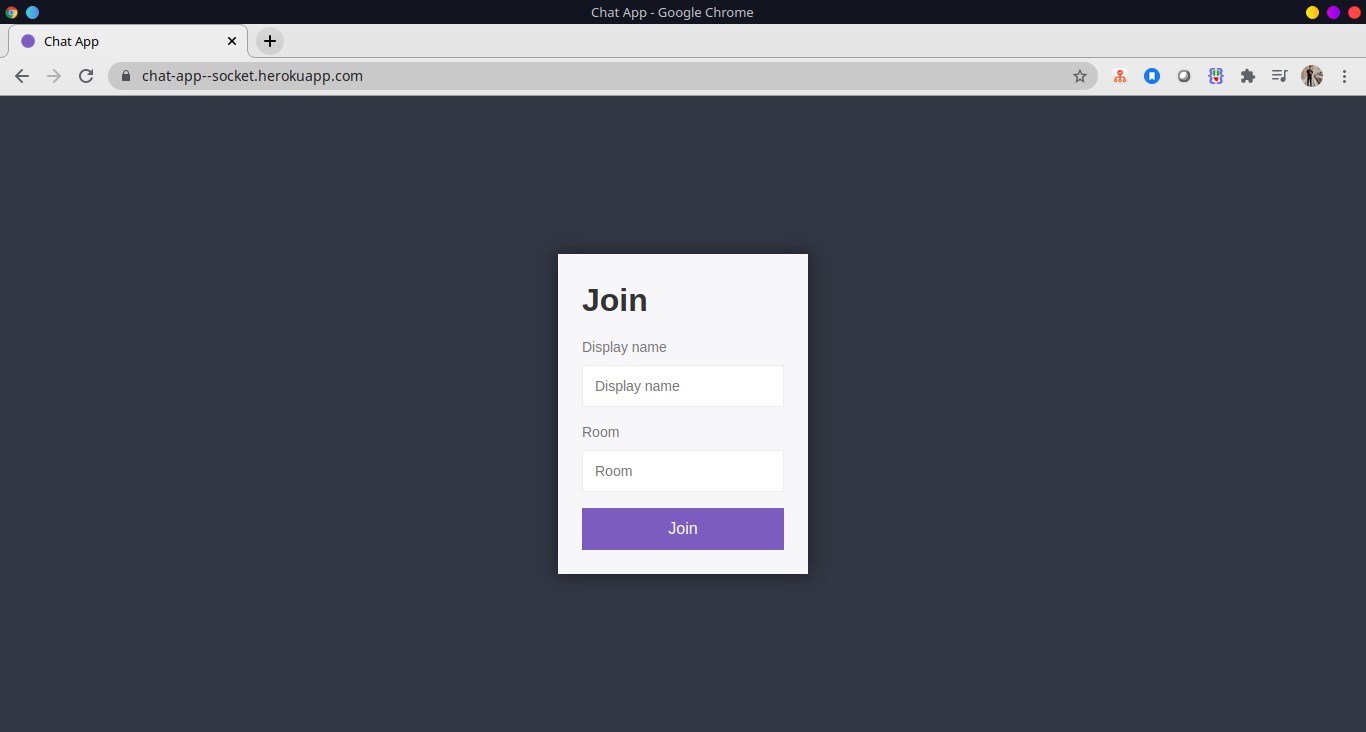 Chat App - Google Chrome
Chat App
chat-app--socket.herokuapp.com
Join
Display name
Display name
Room
Room
Join